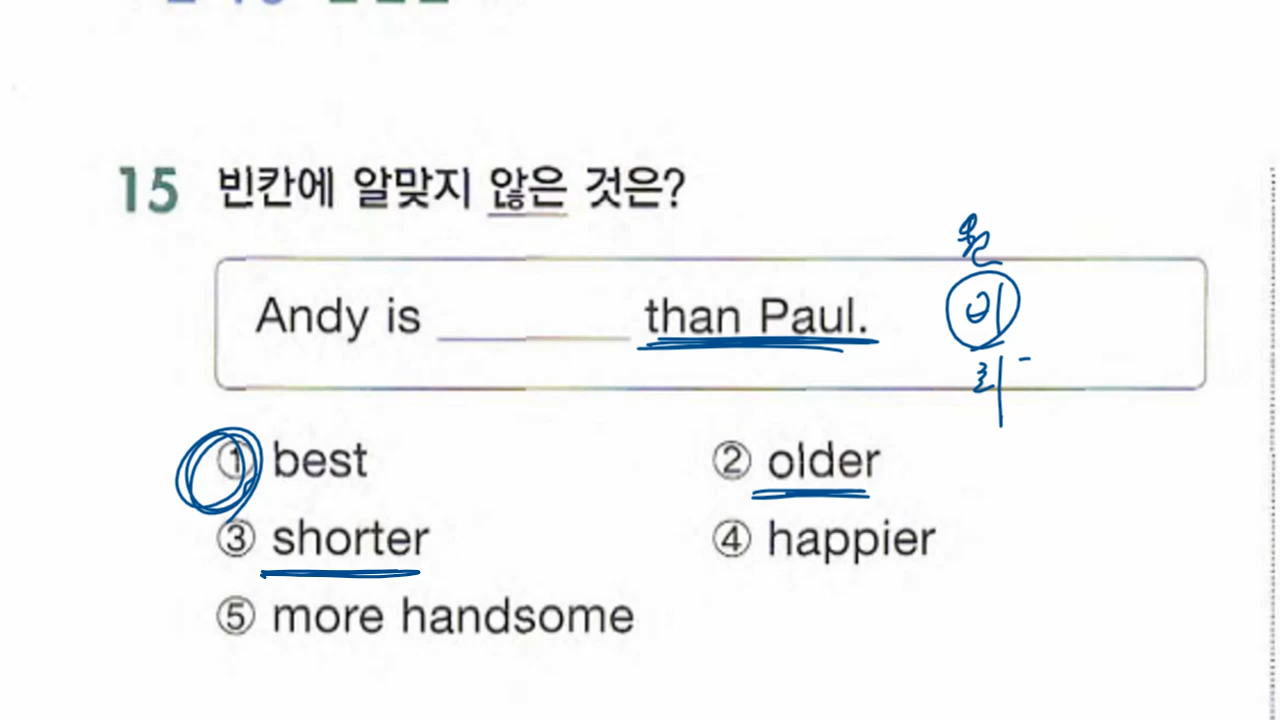 15 빈칸에 알맞지 않은 것은?
Andy is ________ than Paul.
① best
② older
③ shorter
④ happier
⑤ more handsome